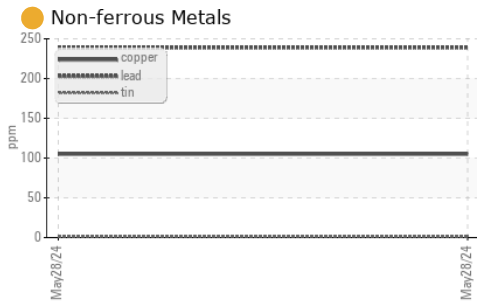 Non-ferrous Metals
250
200
150
100
50
0
ppm
copper
lead
tin
May28/24
May28/24